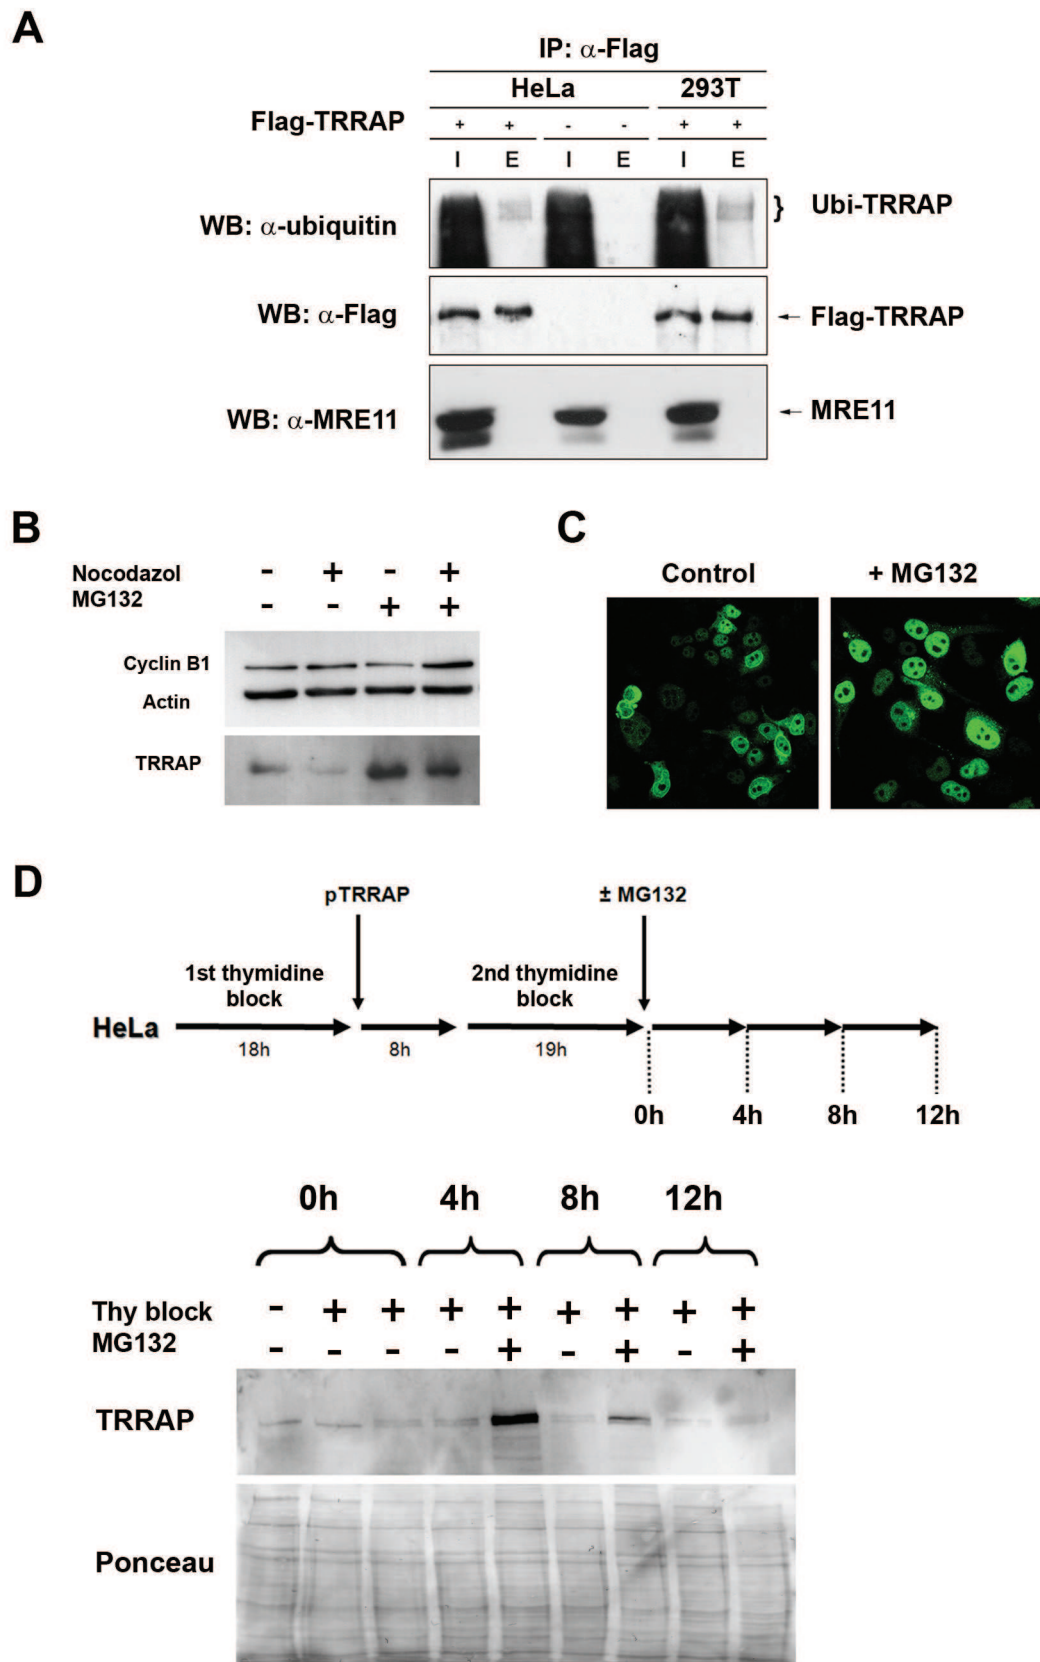 A
IP: α-Flag
HeLa 293T
Flag-TRRAP + + - - + +
I E I E I E
WB: α-ubiquitin } Ubi-TRRAP
WB: α-Flag ← Flag-TRRAP
WB: α-MRE11 ← MRE11
B
Nocodazol - + - +
MG132 - - + +
Cyclin B1
Actin
TRRAP
C
Control + MG132
D
pTRRAP ± MG132
1st thymidine block
2nd thymidine block
HeLa
18h 8h 19h
0h 4h 8h 12h
0h 4h 8h 12h
Thy block - + + + + + + + +
MG132 - - - - + - + - +
TRRAP
Ponceau